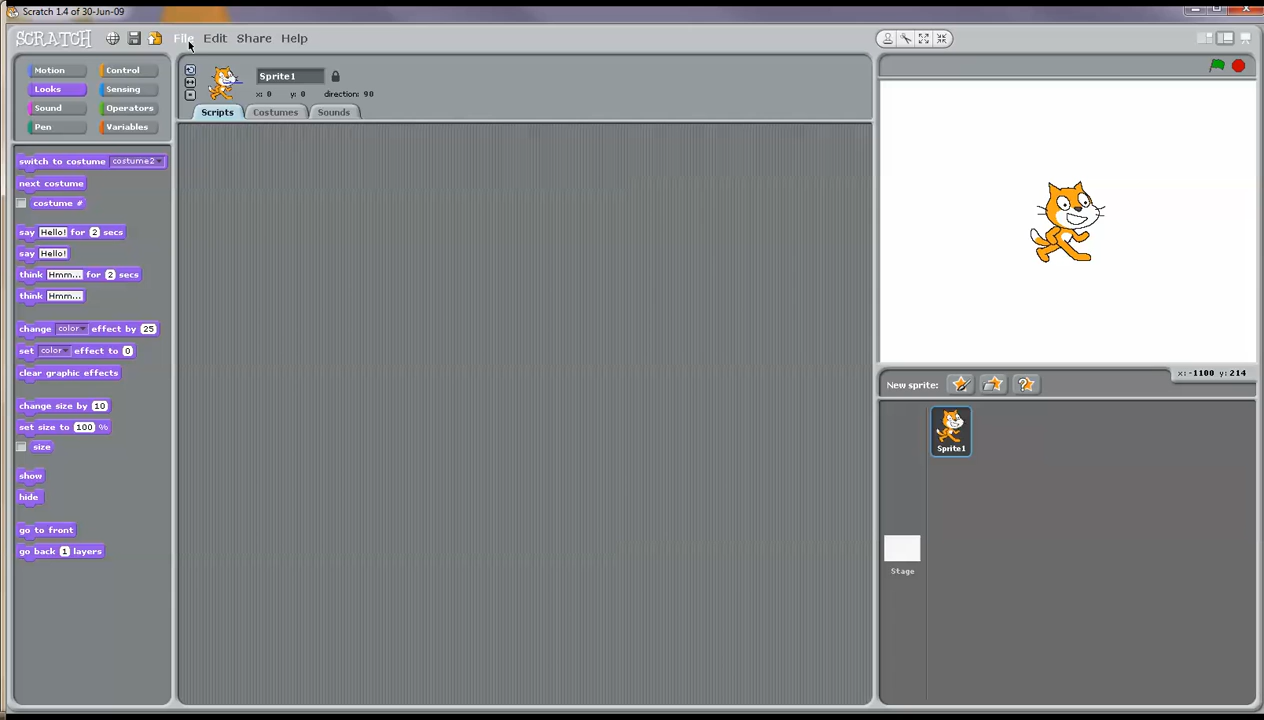 Scratch 1.4 of 30-Jun-09
SCRATCH File Edit Share Help
Motion Control
Looks Sensing
Sound Operators
Pen Variables
Sprite1
x: 0 y: 0 direction: 90
Scripts Costumes Sounds
switch to costume costume2
next costume
costume #
say Hello! for 2 secs
say Hello!
think Hmm... for 2 secs
think Hmm...
change color effect by 25
set color effect to 0
clear graphic effects
change size by 10
set size to 100 %
size
show
hide
go to front
go back 1 layers
x:-1100 y:214
New sprite:
Sprite1
Stage